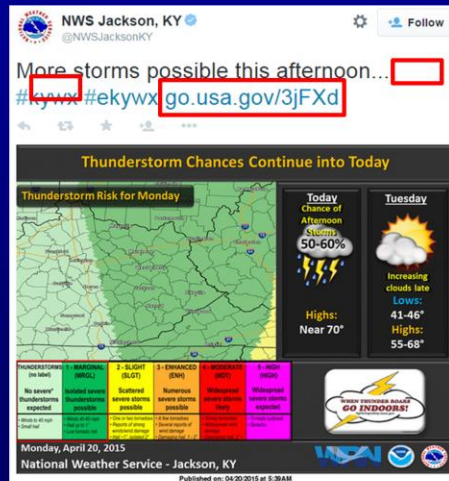 NWS Jackson, KY
@NWSJacksonKY
Follow
More storms possible this afternoon...
#kywx #ekywx go.usa.gov/3jFXd
Thunderstorm Chances Continue into Today
Thunderstorm Risk for Monday
Today
Chance of
Afternoon
Storms
50-60%
Highs:
Near 70°
Tuesday
Increasing
clouds late
Lows:
41-46°
Highs:
55-68°
THUNDERSTORMS
(no label)
No severe*
thunderstorms
expected
1 - MARGINAL
(MRGL)
Isolated severe
thunderstorms
possible
2 - SLIGHT
(SLGT)
Scattered
severe storms
possible
3 - ENHANCED
(ENH)
Numerous
severe storms
possible
4 - MODERATE
(MDT)
Widespread
severe storms
likely
5 - HIGH
(HIGH)
Widespread
severe storms
expected
WHEN THUNDER ROARS
GO INDOORS!
Monday, April 20, 2015
National Weather Service - Jackson, KY
Published on: 04/20/2015 at 5:39AM